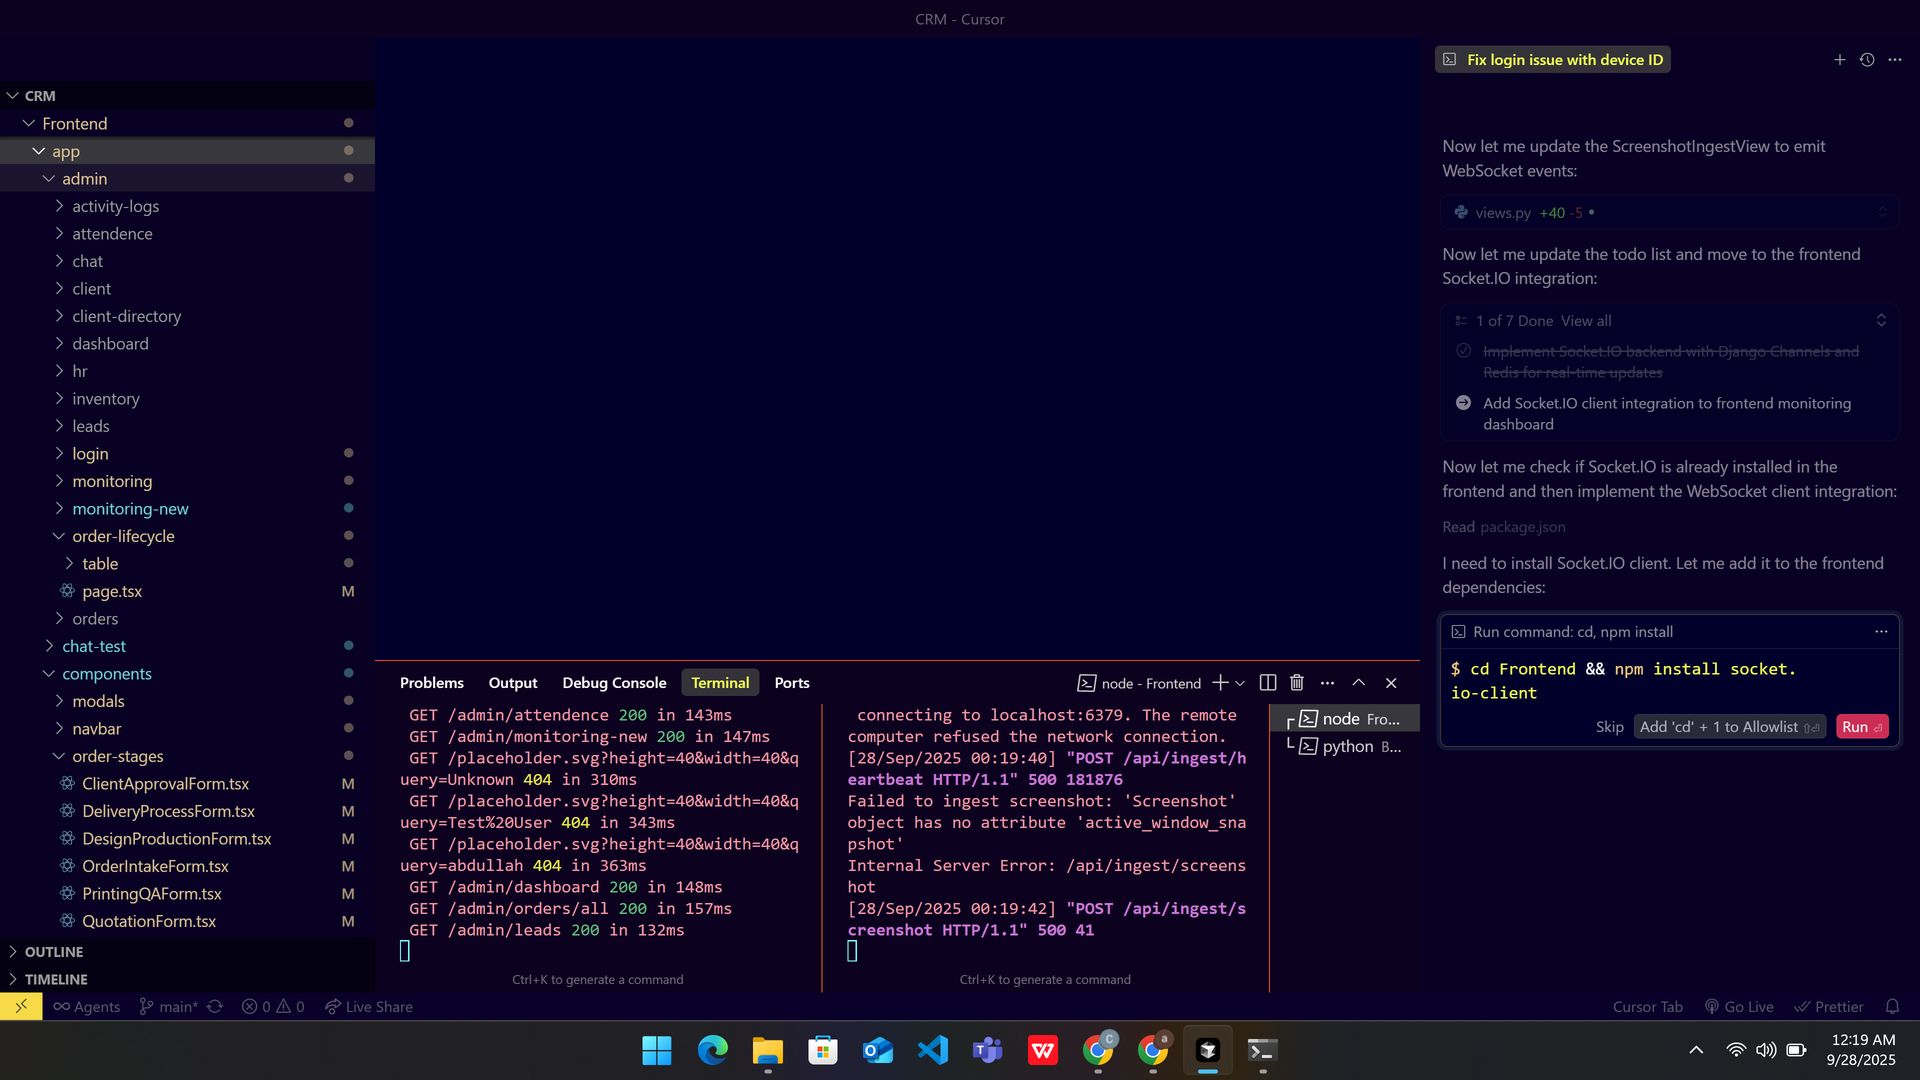 CRM - Cursor
CRM
Frontend
app
admin
activity-logs
attendence
chat
client
client-directory
dashboard
hr
inventory
leads
login
monitoring
monitoring-new
order-lifecycle
table
page.tsx M
orders
chat-test
components
modals
navbar
order-stages
ClientApprovalForm.tsx M
DeliveryProcessForm.tsx M
DesignProductionForm.tsx M
OrderIntakeForm.tsx M
PrintingQAForm.tsx M
QuotationForm.tsx M
OUTLINE
TIMELINE
Problems Output Debug Console Terminal Ports
node - Frontend
GET /admin/attendence 200 in 143ms
GET /admin/monitoring-new 200 in 147ms
GET /placeholder.svg?height=40&width=40&q
uery=Unknown 404 in 310ms
GET /placeholder.svg?height=40&width=40&q
uery=Test%20User 404 in 343ms
GET /placeholder.svg?height=40&width=40&q
uery=abdullah 404 in 363ms
GET /admin/dashboard 200 in 148ms
GET /admin/orders/all 200 in 157ms
GET /admin/leads 200 in 132ms
Ctrl+K to generate a command
connecting to localhost:6379. The remote
computer refused the network connection.
[28/Sep/2025 00:19:40] "POST /api/ingest/h
eartbeat HTTP/1.1" 500 181876
Failed to ingest screenshot: 'Screenshot'
object has no attribute 'active_window_sna
pshot'
Internal Server Error: /api/ingest/screens
hot
[28/Sep/2025 00:19:42] "POST /api/ingest/s
creenshot HTTP/1.1" 500 41
Ctrl+K to generate a command
node Fro...
python B...
Fix login issue with device ID
Now let me update the ScreenshotIngestView to emit
WebSocket events:
views.py +40 -5
Now let me update the todo list and move to the frontend
Socket.IO integration:
1 of 7 Done View all
Implement Socket.IO backend with Django Channels and
Redis for real-time updates
Add Socket.IO client integration to frontend monitoring
dashboard
Now let me check if Socket.IO is already installed in the
frontend and then implement the WebSocket client integration:
Read package.json
I need to install Socket.IO client. Let me add it to the frontend
dependencies:
Run command: cd, npm install
$ cd Frontend && npm install socket.
io-client
Skip Add 'cd' + 1 to Allowlist Run
Agents main* 0 0 Live Share
Cursor Tab Go Live Prettier
C
a
12:19 AM
9/28/2025